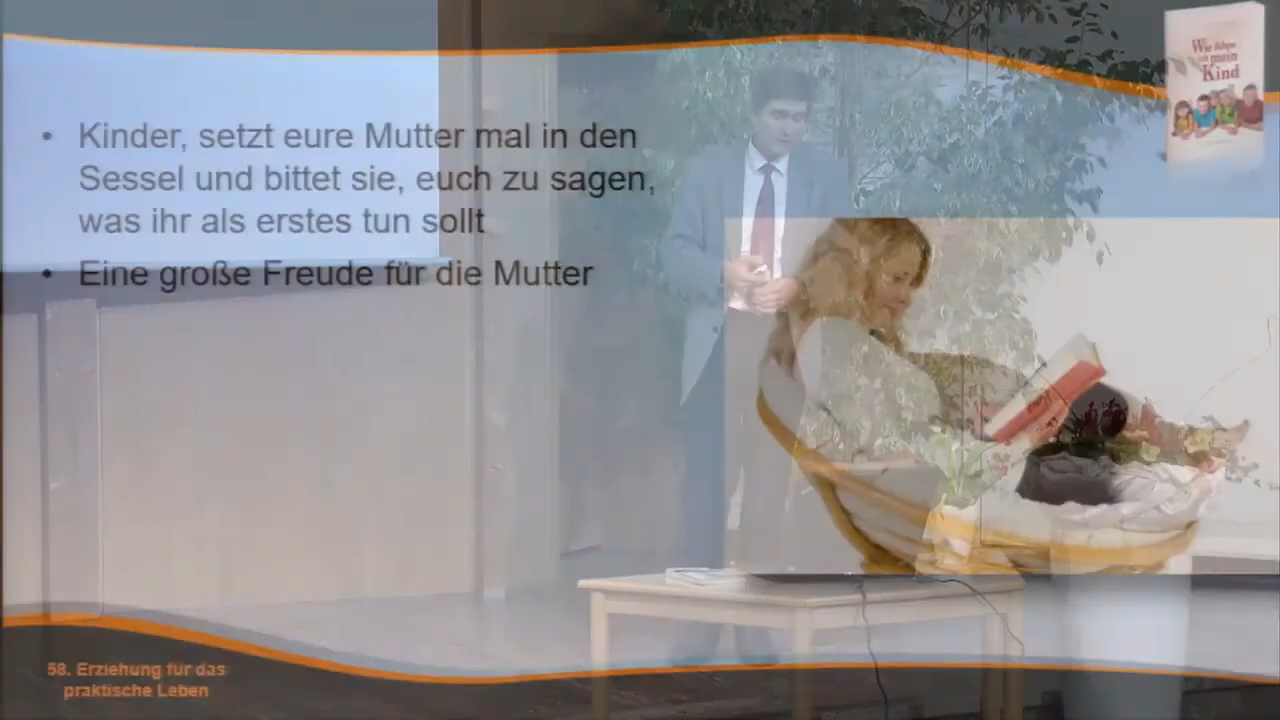 Wie führe
ich mein
Kind
• Kinder, setzt eure Mutter mal in den
Sessel und bittet sie, euch zu sagen,
was ihr als erstes tun sollt
• Eine große Freude für die Mutter
58. Erziehung für das
praktische Leben